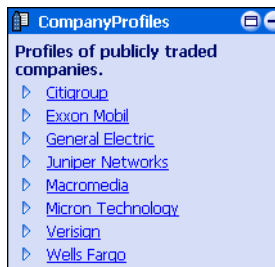 CompanyProfiles
Profiles of publicly traded
companies.
Citigroup
Exxon Mobil
General Electric
Juniper Networks
Macromedia
Micron Technology
Verisign
Wells Fargo